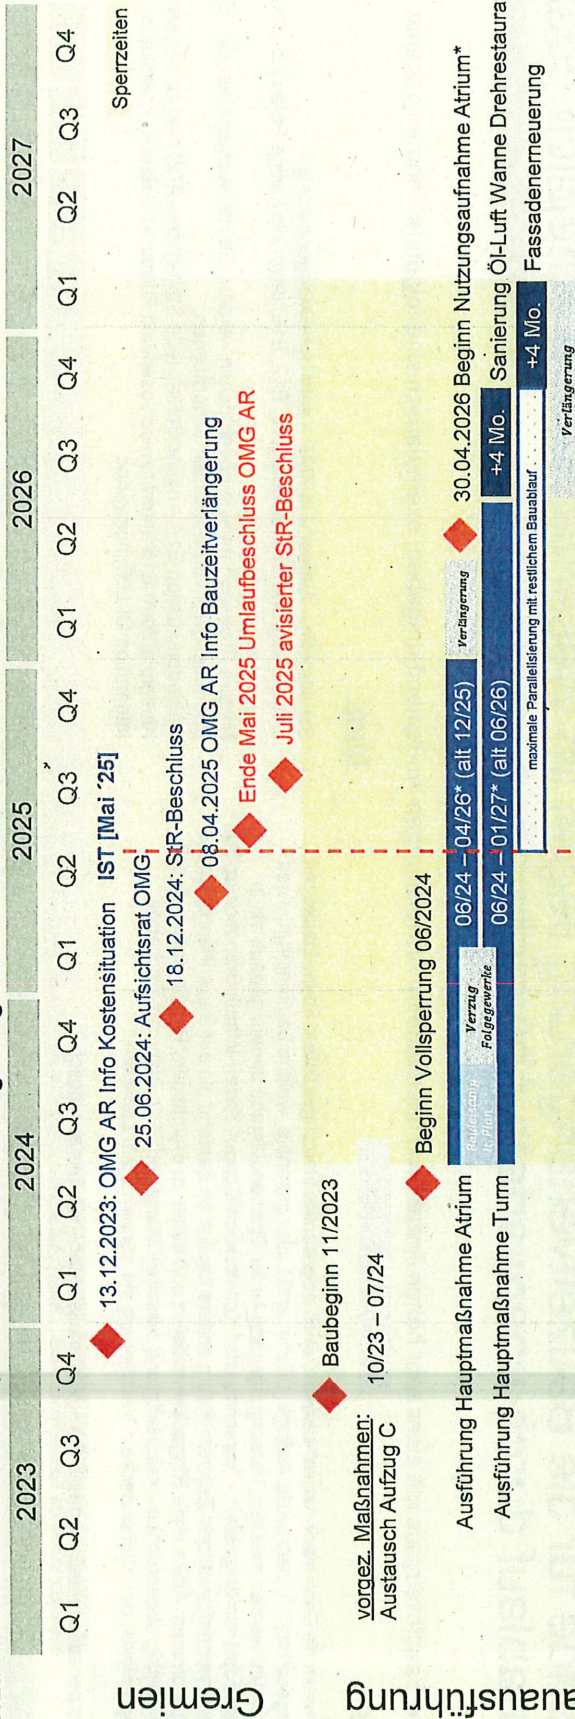 2023 2024 2025 2026 2027
Q1 Q2 Q3 Q4 Q1 Q2 Q3 Q4 Q1 Q2 Q3 Q4 Q1 Q2 Q3 Q4 Q1 Q2 Q3 Q4
Sperrzeiten
Gremien
13.12.2023: OMG AR Info Kostensituation
IST [Mai ´25]
25.06.2024: Aufsichtsrat OMG
18.12.2024: StR-Beschluss
08.04.2025 OMG AR Info Bauzeitverlängerung
Ende Mai 2025 Umlaufbeschluss OMG AR
Juli 2025 avisierter StR-Beschluss
Baubeginn 11/2023
vorgez. Maßnahmen:
Austausch Aufzug C
10/23 – 07/24
Beginn Vollsperrung 06/2024
Ausführung Hauptmaßnahme Atrium
lt. Plan
Verzug
Folgegewerke
06/24 – 04/26* (alt 12/25)
Verlängerung
30.04.2026 Beginn Nutzungsaufnahme Atrium*
Ausführung Hauptmaßnahme Turm
06/24 – 01/27* (alt 06/26)
+4 Mo.
Sanierung Öl-Luft Wanne Drehrestaura
maximale Parallelisierung mit restlichem Bauablauf
+4 Mo.
Fassadenerneuerung
Verlängerung